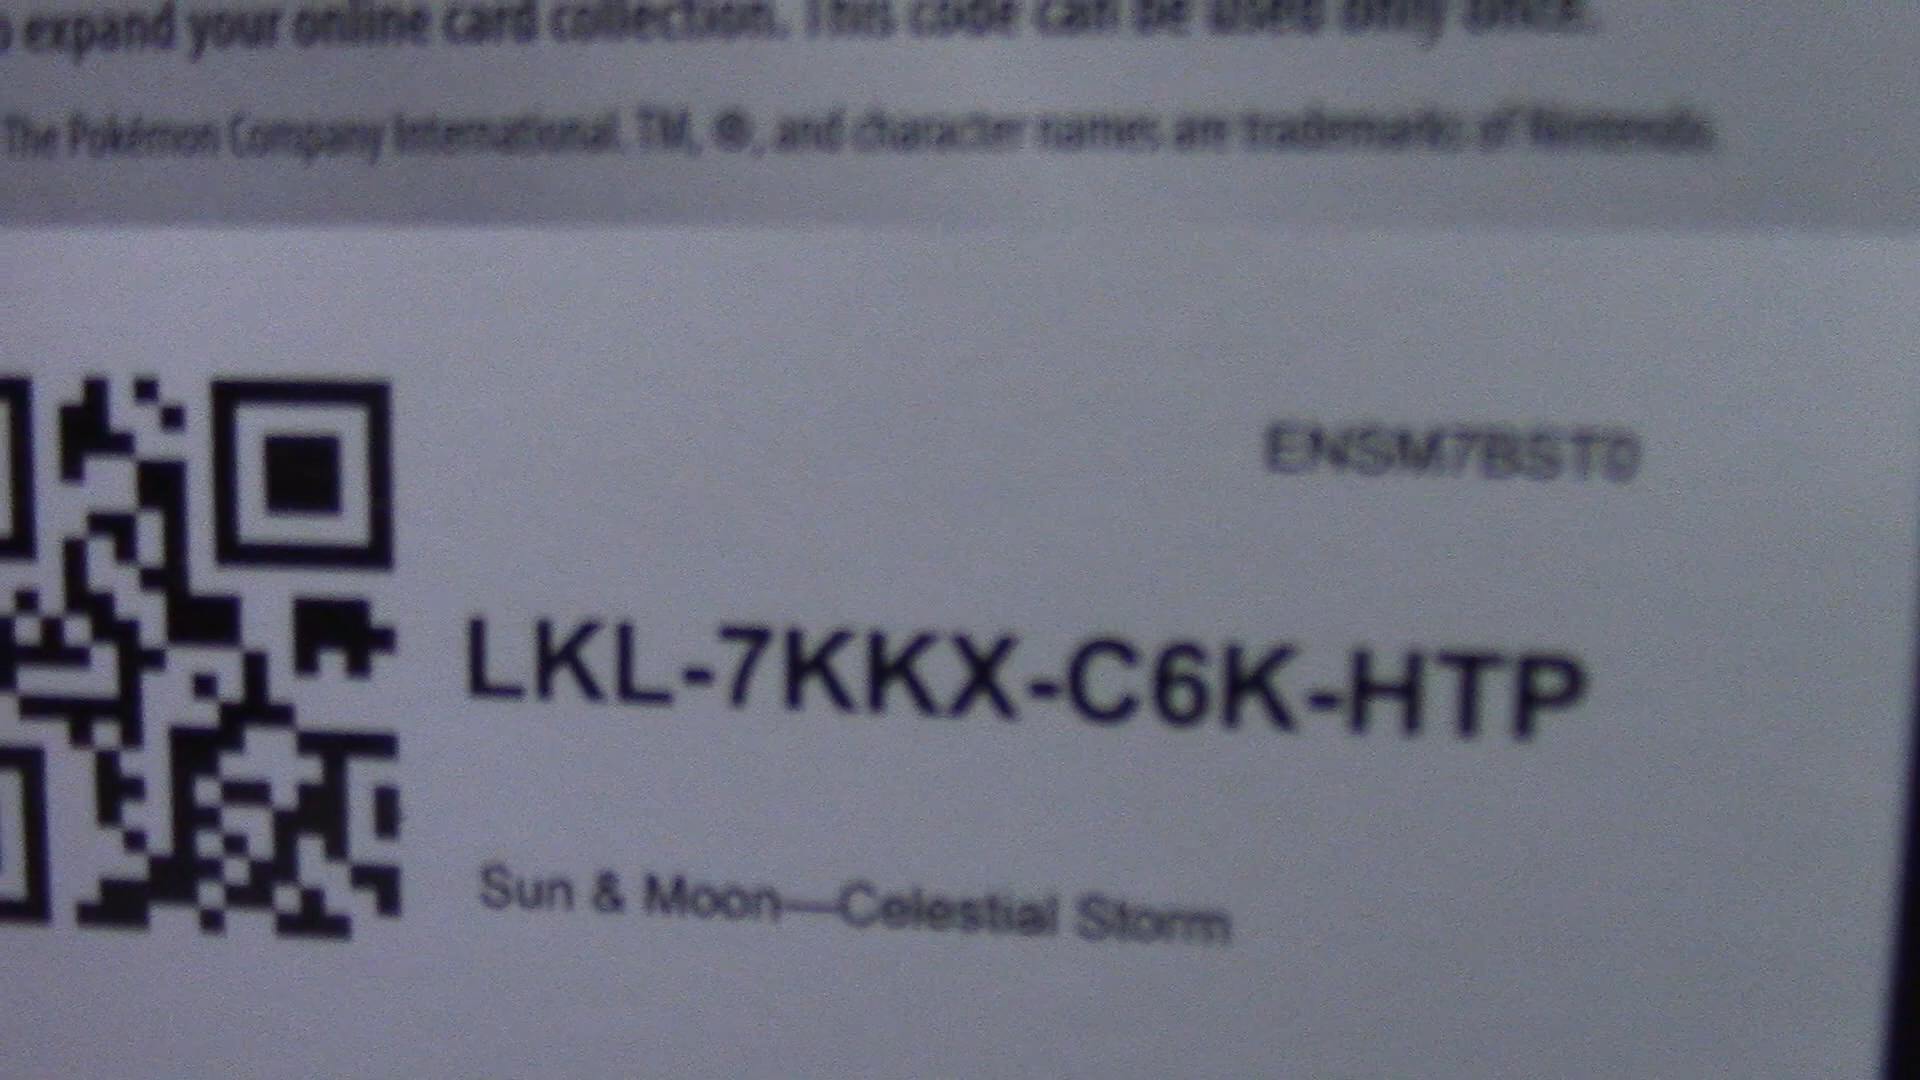 expand your online card collection. This code can be used only once.
The Pokémon Company International. TM, ®, and character names are trademarks of Nintendo.
ENSM7BST0
LKL-7KKX-C6K-HTP
Sun & Moon—Celestial Storm